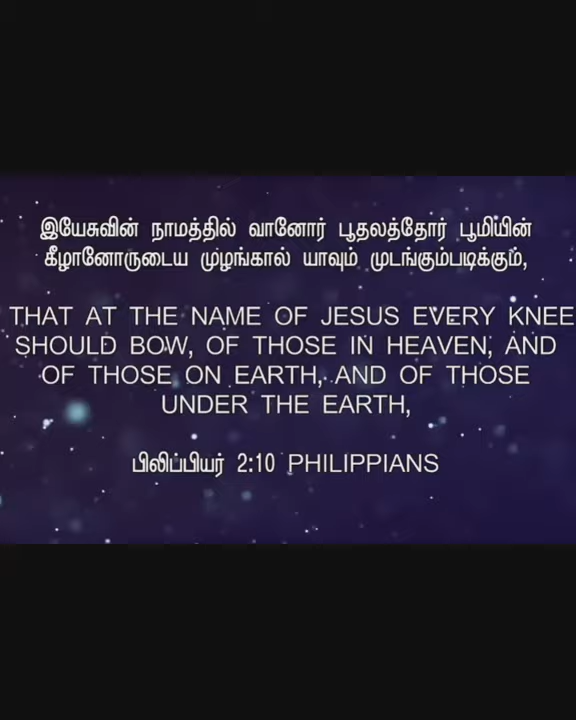 இயேசுவின் நாமத்தில் வானோர் பூதலத்தோர் பூமியின்
கீழானோருடைய முழங்கால் யாவும் முடங்கும்படிக்கும்,
THAT AT THE NAME OF JESUS EVERY KNEE
SHOULD BOW, OF THOSE IN HEAVEN, AND
OF THOSE ON EARTH, AND OF THOSE
UNDER THE EARTH,
பிலிப்பியர் 2:10 PHILIPPIANS